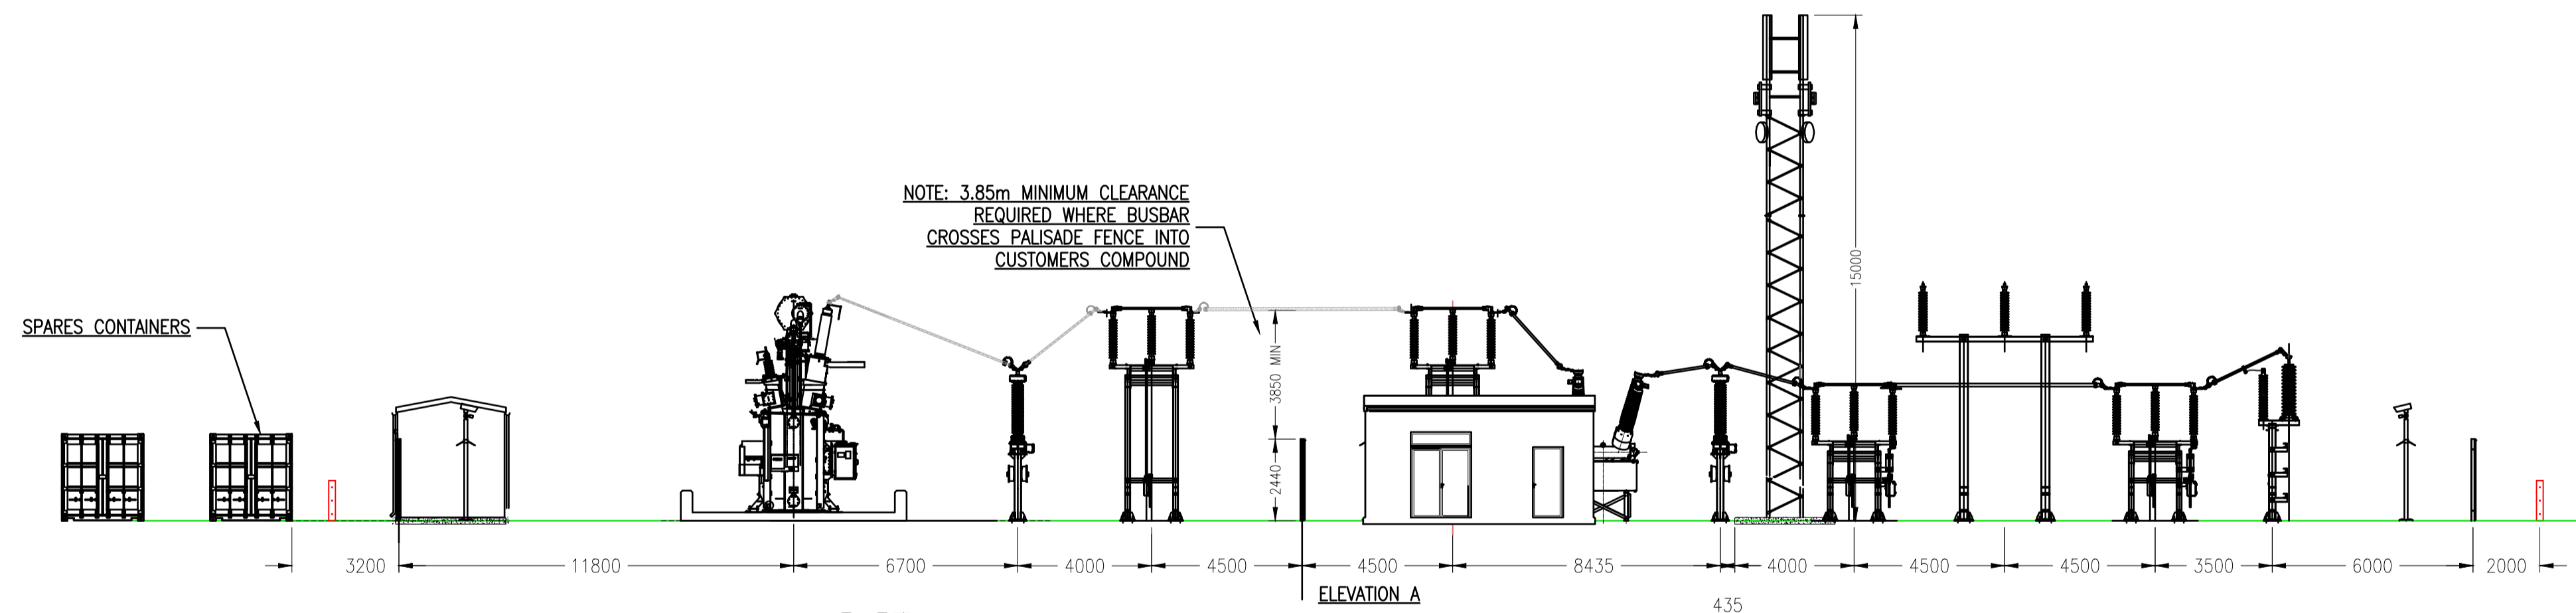 NOTE: 3.85m MINIMUM CLEARANCE
REQUIRED WHERE BUSBAR
CROSSES PALISADE FENCE INTO
CUSTOMERS COMPOUND
SPARES CONTAINERS
15000
3850 MIN
2440
3200 11800 6700 4000 4500 4500 8435 4000 4500 4500 3500 6000 2000
ELEVATION A
435